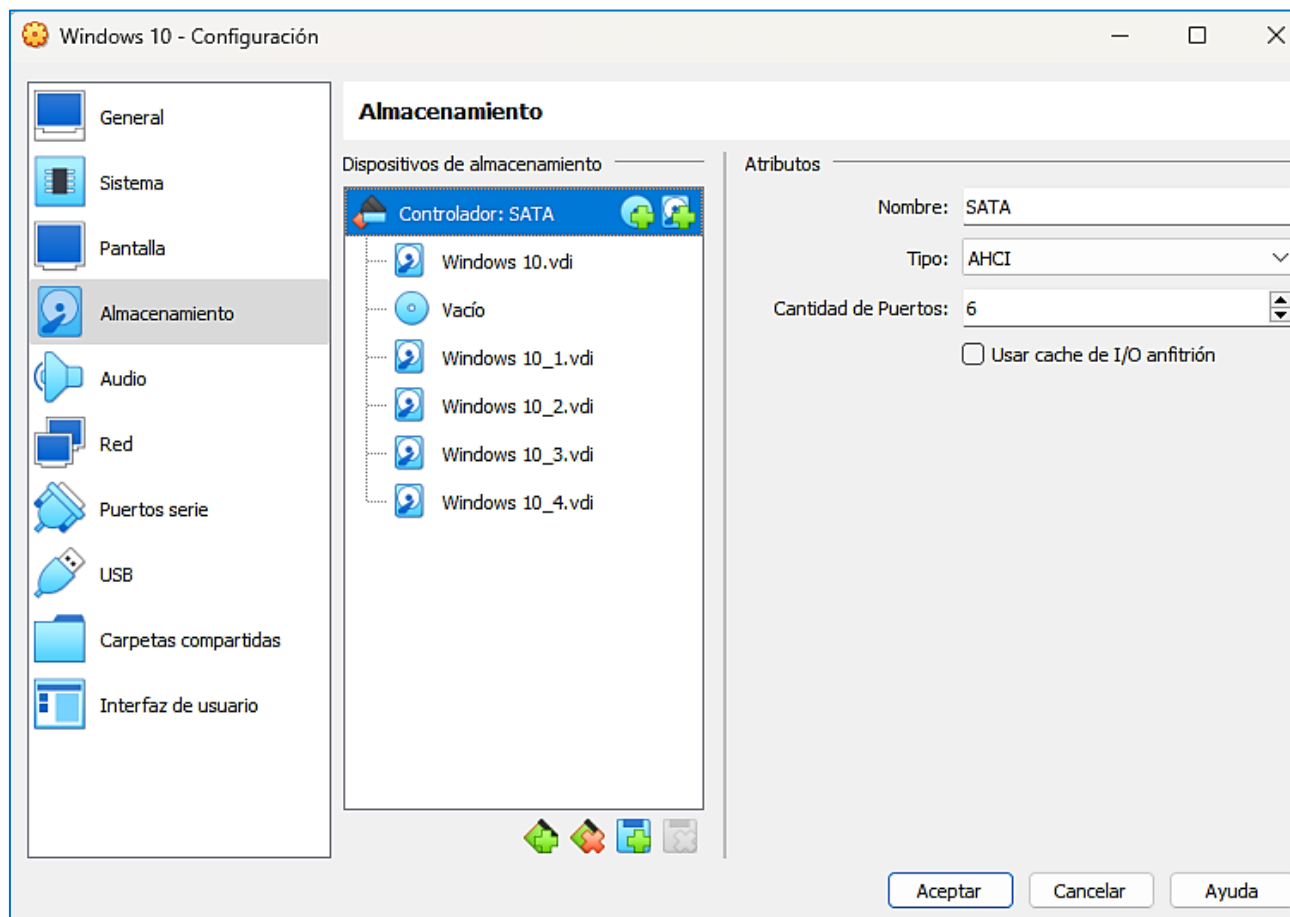 Windows 10 - Configuración
General
Sistema
Pantalla
Almacenamiento
Audio
Red
Puertos serie
USB
Carpetas compartidas
Interfaz de usuario
Almacenamiento
Dispositivos de almacenamiento
Controlador: SATA
Windows 10.vdi
Vacío
Windows 10_1.vdi
Windows 10_2.vdi
Windows 10_3.vdi
Windows 10_4.vdi
Atributos
Nombre: SATA
Tipo: AHCI
Cantidad de Puertos: 6
Usar cache de I/O anfitrión
Aceptar
Cancelar
Ayuda